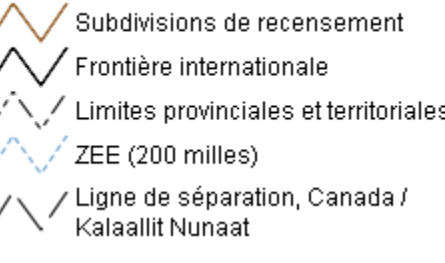 Subdivisions de recensement
Frontière internationale
Limites provinciales et territoriales
ZEE (200 milles)
Ligne de séparation, Canada /
Kalaallit Nunaat